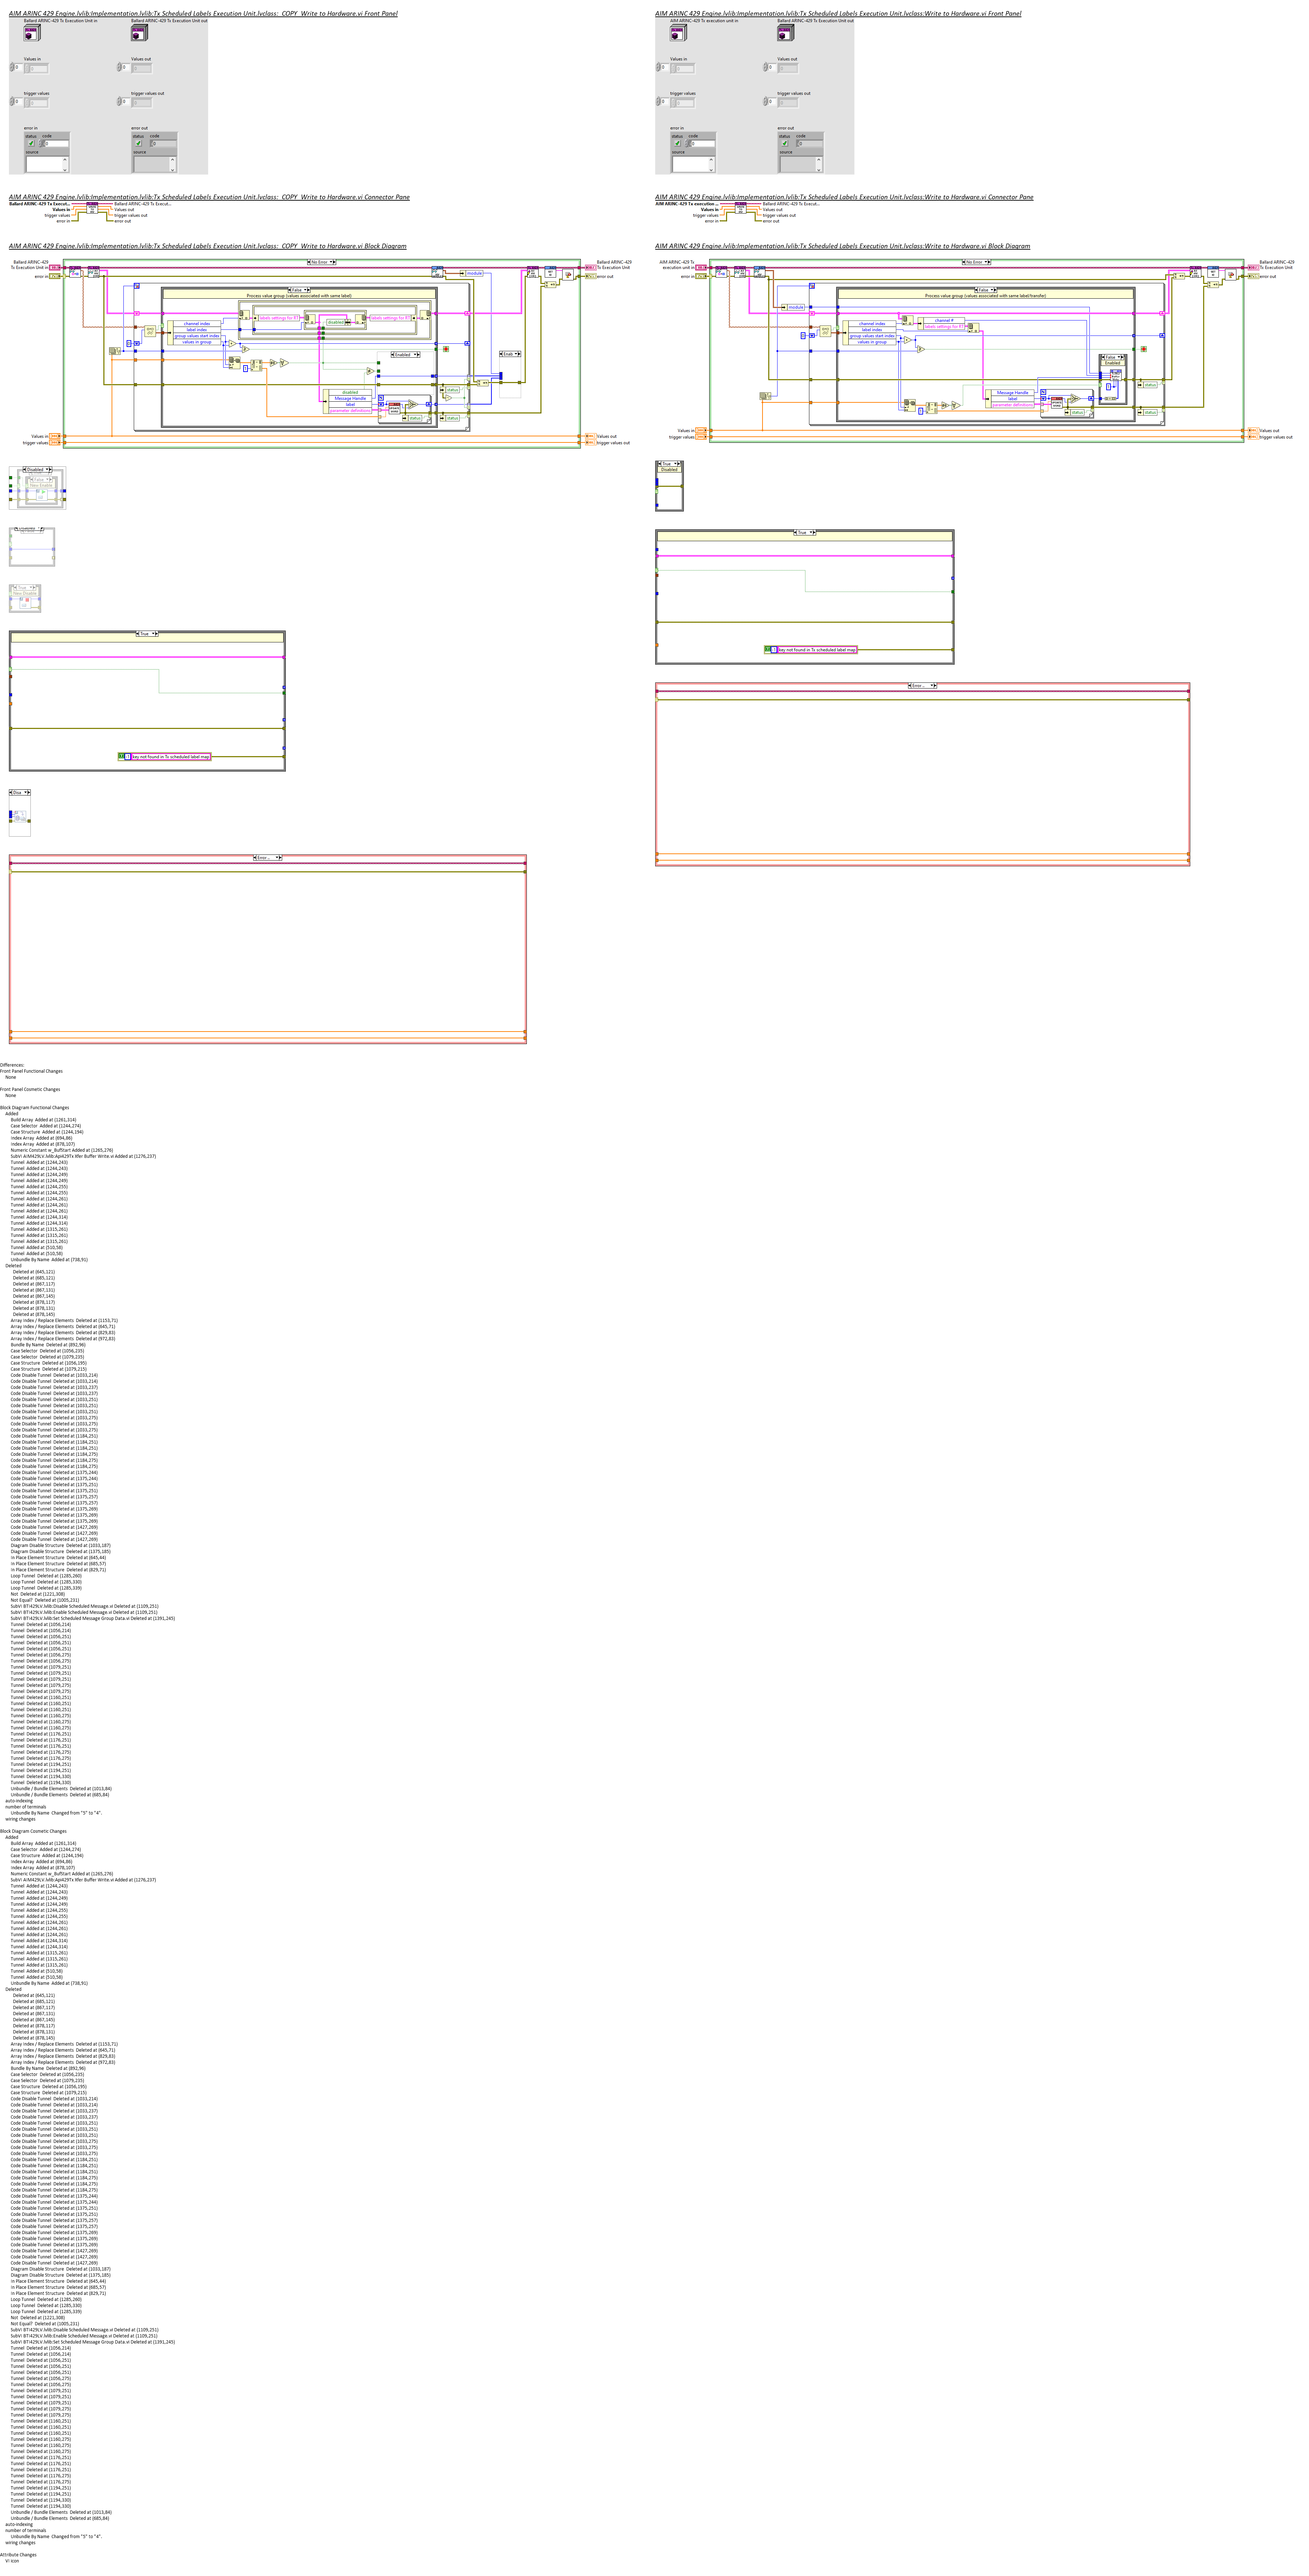 AIM ARINC 429 Engine.lvlib:Implementation.lvlib:Tx Scheduled Labels Execution Unit.lvclass:  COPY  Write to Hardware.vi Front Panel
Ballard ARINC-429 Tx Execution Unit in
Ballard ARINC-429 Tx Execution Unit out
Values in
Values out
trigger values
trigger values out
error in
error out
status code
status code
source
source
AIM ARINC 429 Engine.lvlib:Implementation.lvlib:Tx Scheduled Labels Execution Unit.lvclass:  COPY  Write to Hardware.vi Connector Pane
Ballard ARINC-429 Tx Execut...
Ballard ARINC-429 Tx Execut...
Values in
Values out
trigger values
trigger values out
error in
error out
AIM ARINC 429 Engine.lvlib:Implementation.lvlib:Tx Scheduled Labels Execution Unit.lvclass:  COPY  Write to Hardware.vi Block Diagram
Ballard ARINC-429
Tx Execution Unit in
error in
No Error
Ballard ARINC-429
Tx Execution Unit
error out
module
False
Process value group (values associated with same label)
labels settings for RT
disabled
labels settings for RT
channel index
label index
group values start index
values in group
Enabled
Enab
disabled
Message Handle
label
parameter definitions
status
status
status
Values in
trigger values
Values out
trigger values out
Disabled
False
New Enable
True
New Disable
True
key not found in Tx scheduled label map
Disa
Error
AIM ARINC 429 Engine.lvlib:Implementation.lvlib:Tx Scheduled Labels Execution Unit.lvclass:Write to Hardware.vi Front Panel
AIM ARINC-429 Tx execution unit in
Ballard ARINC-429 Tx Execution Unit out
Values in
Values out
trigger values
trigger values out
error in
error out
status code
status code
source
source
AIM ARINC 429 Engine.lvlib:Implementation.lvlib:Tx Scheduled Labels Execution Unit.lvclass:Write to Hardware.vi Connector Pane
AIM ARINC-429 Tx execution ...
Ballard ARINC-429 Tx Execut...
Values in
Values out
trigger values
trigger values out
error in
error out
AIM ARINC 429 Engine.lvlib:Implementation.lvlib:Tx Scheduled Labels Execution Unit.lvclass:Write to Hardware.vi Block Diagram
AIM ARINC-429 Tx
execution unit in
error in
No Error
Ballard ARINC-429
Tx Execution Unit
error out
False
Process value group (values associated with same label/transfer)
module
channel index
label index
group values start index
values in group
channel #
labels settings for RT
False
Enabled
Message Handle
label
parameter definitions
status
status
status
Values in
trigger values
Values out
trigger values out
True
Disabled
True
key not found in Tx scheduled label map
Error
Differences:
Front Panel Functional Changes
None
Front Panel Cosmetic Changes
None
Block Diagram Functional Changes
Added
Build Array  Added at (1261,314)
Case Selector  Added at (1244,274)
Case Structure  Added at (1244,194)
Index Array  Added at (694,86)
Index Array  Added at (878,107)
Numeric Constant w_BufStart Added at (1265,276)
SubVI AIM429LV.lvlib:Api429Tx Xfer Buffer Write.vi Added at (1276,237)
Tunnel  Added at (1244,243)
Tunnel  Added at (1244,243)
Tunnel  Added at (1244,249)
Tunnel  Added at (1244,249)
Tunnel  Added at (1244,255)
Tunnel  Added at (1244,255)
Tunnel  Added at (1244,261)
Tunnel  Added at (1244,261)
Tunnel  Added at (1244,261)
Tunnel  Added at (1244,314)
Tunnel  Added at (1244,314)
Tunnel  Added at (1315,261)
Tunnel  Added at (1315,261)
Tunnel  Added at (1315,261)
Tunnel  Added at (510,58)
Tunnel  Added at (510,58)
Unbundle By Name  Added at (738,91)
Deleted
Deleted at (645,121)
Deleted at (685,121)
Deleted at (867,117)
Deleted at (867,131)
Deleted at (867,145)
Deleted at (878,117)
Deleted at (878,131)
Deleted at (878,145)
Array Index / Replace Elements  Deleted at (1153,71)
Array Index / Replace Elements  Deleted at (645,71)
Array Index / Replace Elements  Deleted at (829,83)
Array Index / Replace Elements  Deleted at (972,83)
Bundle By Name  Deleted at (892,96)
Case Selector  Deleted at (1056,235)
Case Selector  Deleted at (1079,235)
Case Structure  Deleted at (1056,195)
Case Structure  Deleted at (1079,215)
Code Disable Tunnel  Deleted at (1033,214)
Code Disable Tunnel  Deleted at (1033,214)
Code Disable Tunnel  Deleted at (1033,237)
Code Disable Tunnel  Deleted at (1033,237)
Code Disable Tunnel  Deleted at (1033,251)
Code Disable Tunnel  Deleted at (1033,251)
Code Disable Tunnel  Deleted at (1033,251)
Code Disable Tunnel  Deleted at (1033,275)
Code Disable Tunnel  Deleted at (1033,275)
Code Disable Tunnel  Deleted at (1033,275)
Code Disable Tunnel  Deleted at (1184,251)
Code Disable Tunnel  Deleted at (1184,251)
Code Disable Tunnel  Deleted at (1184,251)
Code Disable Tunnel  Deleted at (1184,275)
Code Disable Tunnel  Deleted at (1184,275)
Code Disable Tunnel  Deleted at (1184,275)
Code Disable Tunnel  Deleted at (1375,244)
Code Disable Tunnel  Deleted at (1375,244)
Code Disable Tunnel  Deleted at (1375,251)
Code Disable Tunnel  Deleted at (1375,251)
Code Disable Tunnel  Deleted at (1375,257)
Code Disable Tunnel  Deleted at (1375,257)
Code Disable Tunnel  Deleted at (1375,269)
Code Disable Tunnel  Deleted at (1375,269)
Code Disable Tunnel  Deleted at (1375,269)
Code Disable Tunnel  Deleted at (1427,269)
Code Disable Tunnel  Deleted at (1427,269)
Code Disable Tunnel  Deleted at (1427,269)
Diagram Disable Structure  Deleted at (1033,187)
Diagram Disable Structure  Deleted at (1375,185)
In Place Element Structure  Deleted at (645,44)
In Place Element Structure  Deleted at (685,57)
In Place Element Structure  Deleted at (829,71)
Loop Tunnel  Deleted at (1285,260)
Loop Tunnel  Deleted at (1285,330)
Loop Tunnel  Deleted at (1285,339)
Not  Deleted at (1221,308)
Not Equal?  Deleted at (1005,231)
SubVI BTI429LV.lvlib:Disable Scheduled Message.vi Deleted at (1109,251)
SubVI BTI429LV.lvlib:Enable Scheduled Message.vi Deleted at (1109,251)
SubVI BTI429LV.lvlib:Set Scheduled Message Group Data.vi Deleted at (1391,245)
Tunnel  Deleted at (1056,214)
Tunnel  Deleted at (1056,214)
Tunnel  Deleted at (1056,251)
Tunnel  Deleted at (1056,251)
Tunnel  Deleted at (1056,251)
Tunnel  Deleted at (1056,275)
Tunnel  Deleted at (1056,275)
Tunnel  Deleted at (1079,251)
Tunnel  Deleted at (1079,251)
Tunnel  Deleted at (1079,251)
Tunnel  Deleted at (1079,275)
Tunnel  Deleted at (1079,275)
Tunnel  Deleted at (1160,251)
Tunnel  Deleted at (1160,251)
Tunnel  Deleted at (1160,251)
Tunnel  Deleted at (1160,275)
Tunnel  Deleted at (1160,275)
Tunnel  Deleted at (1160,275)
Tunnel  Deleted at (1176,251)
Tunnel  Deleted at (1176,251)
Tunnel  Deleted at (1176,251)
Tunnel  Deleted at (1176,275)
Tunnel  Deleted at (1176,275)
Tunnel  Deleted at (1194,251)
Tunnel  Deleted at (1194,251)
Tunnel  Deleted at (1194,330)
Tunnel  Deleted at (1194,330)
Unbundle / Bundle Elements  Deleted at (1013,84)
Unbundle / Bundle Elements  Deleted at (685,84)
auto-indexing
number of terminals
Unbundle By Name  Changed from "5" to "4".
wiring changes
Block Diagram Cosmetic Changes
Added
Build Array  Added at (1261,314)
Case Selector  Added at (1244,274)
Case Structure  Added at (1244,194)
Index Array  Added at (694,86)
Index Array  Added at (878,107)
Numeric Constant w_BufStart Added at (1265,276)
SubVI AIM429LV.lvlib:Api429Tx Xfer Buffer Write.vi Added at (1276,237)
Tunnel  Added at (1244,243)
Tunnel  Added at (1244,243)
Tunnel  Added at (1244,249)
Tunnel  Added at (1244,249)
Tunnel  Added at (1244,255)
Tunnel  Added at (1244,255)
Tunnel  Added at (1244,261)
Tunnel  Added at (1244,261)
Tunnel  Added at (1244,261)
Tunnel  Added at (1244,314)
Tunnel  Added at (1244,314)
Tunnel  Added at (1315,261)
Tunnel  Added at (1315,261)
Tunnel  Added at (1315,261)
Tunnel  Added at (510,58)
Tunnel  Added at (510,58)
Unbundle By Name  Added at (738,91)
Deleted
Deleted at (645,121)
Deleted at (685,121)
Deleted at (867,117)
Deleted at (867,131)
Deleted at (867,145)
Deleted at (878,117)
Deleted at (878,131)
Deleted at (878,145)
Array Index / Replace Elements  Deleted at (1153,71)
Array Index / Replace Elements  Deleted at (645,71)
Array Index / Replace Elements  Deleted at (829,83)
Array Index / Replace Elements  Deleted at (972,83)
Bundle By Name  Deleted at (892,96)
Case Selector  Deleted at (1056,235)
Case Selector  Deleted at (1079,235)
Case Structure  Deleted at (1056,195)
Case Structure  Deleted at (1079,215)
Code Disable Tunnel  Deleted at (1033,214)
Code Disable Tunnel  Deleted at (1033,214)
Code Disable Tunnel  Deleted at (1033,237)
Code Disable Tunnel  Deleted at (1033,237)
Code Disable Tunnel  Deleted at (1033,251)
Code Disable Tunnel  Deleted at (1033,251)
Code Disable Tunnel  Deleted at (1033,251)
Code Disable Tunnel  Deleted at (1033,275)
Code Disable Tunnel  Deleted at (1033,275)
Code Disable Tunnel  Deleted at (1033,275)
Code Disable Tunnel  Deleted at (1184,251)
Code Disable Tunnel  Deleted at (1184,251)
Code Disable Tunnel  Deleted at (1184,251)
Code Disable Tunnel  Deleted at (1184,275)
Code Disable Tunnel  Deleted at (1184,275)
Code Disable Tunnel  Deleted at (1184,275)
Code Disable Tunnel  Deleted at (1375,244)
Code Disable Tunnel  Deleted at (1375,244)
Code Disable Tunnel  Deleted at (1375,251)
Code Disable Tunnel  Deleted at (1375,251)
Code Disable Tunnel  Deleted at (1375,257)
Code Disable Tunnel  Deleted at (1375,257)
Code Disable Tunnel  Deleted at (1375,269)
Code Disable Tunnel  Deleted at (1375,269)
Code Disable Tunnel  Deleted at (1375,269)
Code Disable Tunnel  Deleted at (1427,269)
Code Disable Tunnel  Deleted at (1427,269)
Code Disable Tunnel  Deleted at (1427,269)
Diagram Disable Structure  Deleted at (1033,187)
Diagram Disable Structure  Deleted at (1375,185)
In Place Element Structure  Deleted at (645,44)
In Place Element Structure  Deleted at (685,57)
In Place Element Structure  Deleted at (829,71)
Loop Tunnel  Deleted at (1285,260)
Loop Tunnel  Deleted at (1285,330)
Loop Tunnel  Deleted at (1285,339)
Not  Deleted at (1221,308)
Not Equal?  Deleted at (1005,231)
SubVI BTI429LV.lvlib:Disable Scheduled Message.vi Deleted at (1109,251)
SubVI BTI429LV.lvlib:Enable Scheduled Message.vi Deleted at (1109,251)
SubVI BTI429LV.lvlib:Set Scheduled Message Group Data.vi Deleted at (1391,245)
Tunnel  Deleted at (1056,214)
Tunnel  Deleted at (1056,214)
Tunnel  Deleted at (1056,251)
Tunnel  Deleted at (1056,251)
Tunnel  Deleted at (1056,251)
Tunnel  Deleted at (1056,275)
Tunnel  Deleted at (1056,275)
Tunnel  Deleted at (1079,251)
Tunnel  Deleted at (1079,251)
Tunnel  Deleted at (1079,251)
Tunnel  Deleted at (1079,275)
Tunnel  Deleted at (1079,275)
Tunnel  Deleted at (1160,251)
Tunnel  Deleted at (1160,251)
Tunnel  Deleted at (1160,251)
Tunnel  Deleted at (1160,275)
Tunnel  Deleted at (1160,275)
Tunnel  Deleted at (1160,275)
Tunnel  Deleted at (1176,251)
Tunnel  Deleted at (1176,251)
Tunnel  Deleted at (1176,251)
Tunnel  Deleted at (1176,275)
Tunnel  Deleted at (1176,275)
Tunnel  Deleted at (1194,251)
Tunnel  Deleted at (1194,251)
Tunnel  Deleted at (1194,330)
Tunnel  Deleted at (1194,330)
Unbundle / Bundle Elements  Deleted at (1013,84)
Unbundle / Bundle Elements  Deleted at (685,84)
auto-indexing
number of terminals
Unbundle By Name  Changed from "5" to "4".
wiring changes
Attribute Changes
VI icon